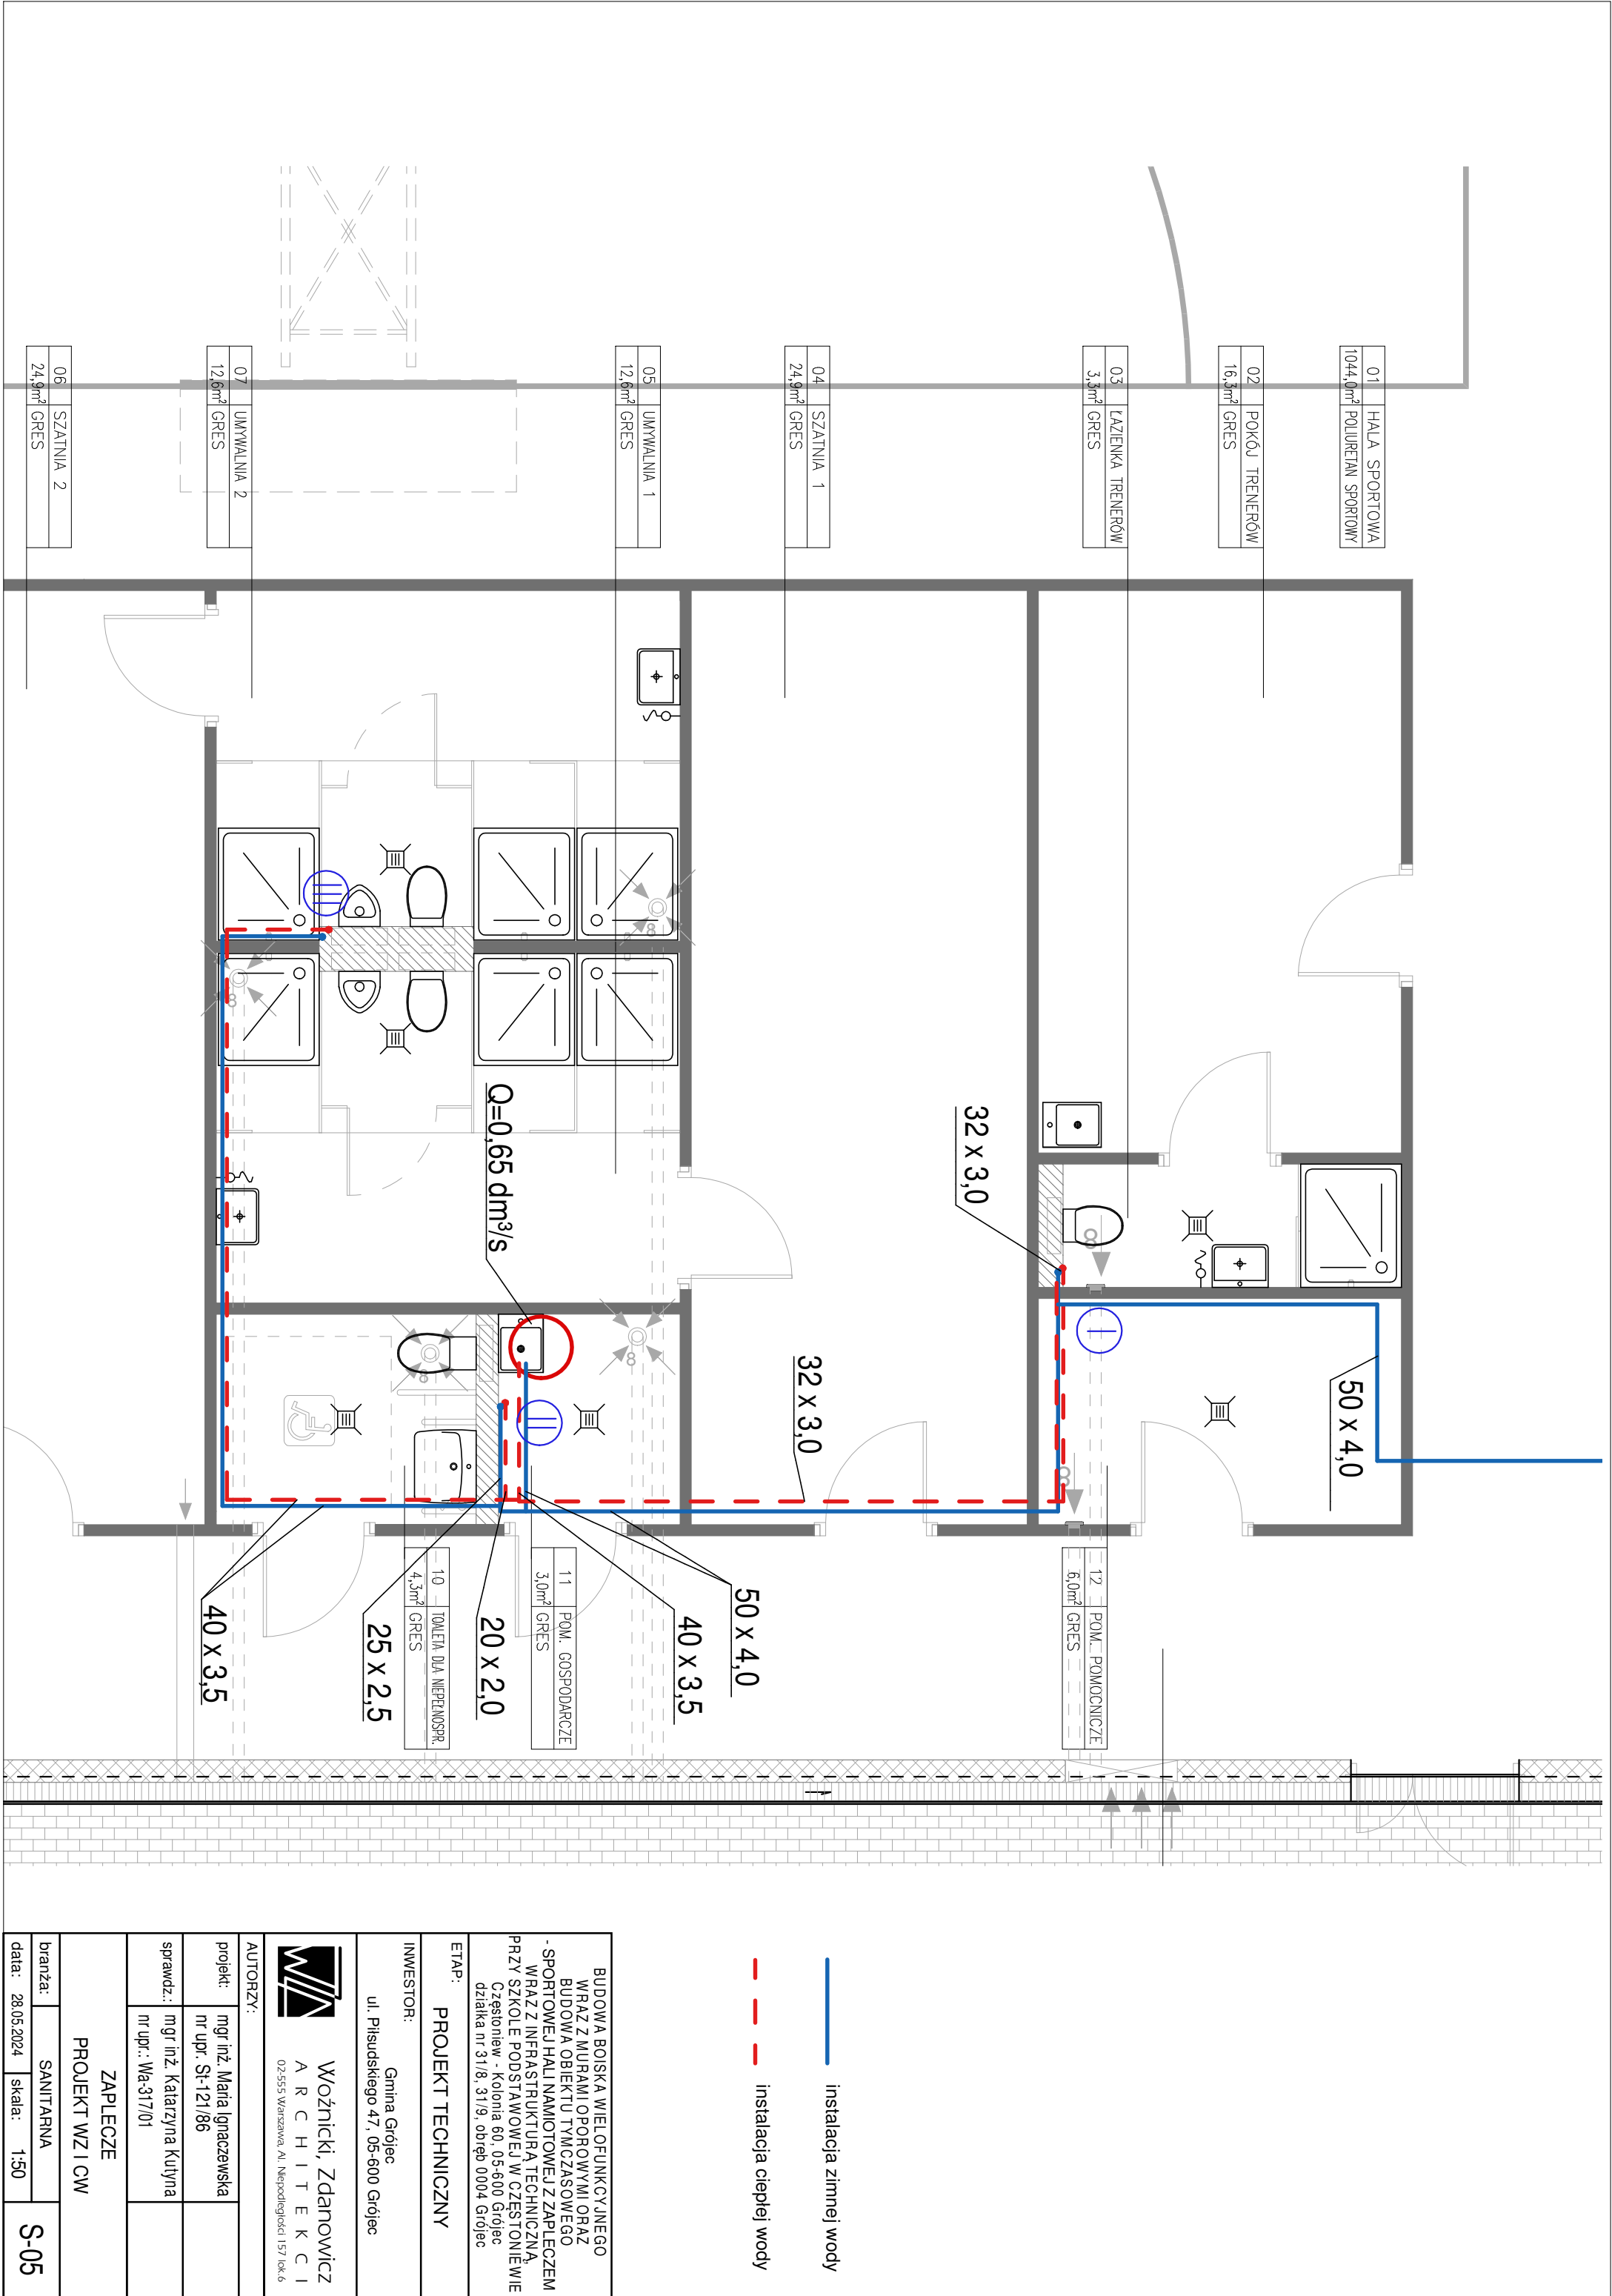 01 HALA SPORTOWA
1044,0m² POLIURETAN SPORTOWY
02 POKÓJ TRENERÓW
16,3m² GRES
03 ŁAZIENKA TRENERÓW
3,3m² GRES
04 SZATNIA 1
24,9m² GRES
05 UMYWALNIA 1
12,6m² GRES
07 UMYWALNIA 2
12,6m² GRES
06 SZATNIA 2
24,9m² GRES
32 x 3,0
Q=0,65 dm³/s
50 x 4,0
32 x 3,0
12 POM. POMOCNICZE
6,0m² GRES
50 x 4,0
40 x 3,5
11 POM. GOSPODARCZE
3,0m² GRES
20 x 2,0
10 TOALETA DLA NIEPEŁNOSPR.
4,3m² GRES
25 x 2,5
40 x 3,5
instalacja zimnej wody
instalacja ciepłej wody
BUDOWA BOISKA WIELOFUNKCYJNEGO
WRAZ Z MURAMI OPOROWYMI ORAZ
BUDOWA OBIEKTU TYMCZASOWEGO
- SPORTOWEJ HALI NAMIOTOWEJ Z ZAPLECZEM
WRAZ Z INFRASTRUKTURĄ TECHNICZNĄ,
PRZY SZKOLE PODSTAWOWEJ W CZĘSTONIEWIE
Częstoniew - Kolonia 60, 05-600 Grójec
działka nr 31/8, 31/9, obręb 0004 Grójec
ETAP:
PROJEKT TECHNICZNY
INWESTOR:
Gmina Grójec
ul. Piłsudskiego 47, 05-600 Grójec
Woźnicki, Zdanowicz
A R C H I T E K C I
02-555 Warszawa, Al. Niepodległości 157 lok.6
AUTORZY:
projekt: mgr inż. Maria Ignaczewska
nr upr. St-121/86
sprawdz.: mgr inż. Katarzyna Kutyna
nr upr.: Wa-317/01
ZAPLECZE
PROJEKT WZ I CW
branża: SANITARNA
data: 28.05.2024 skala: 1:50
S-05